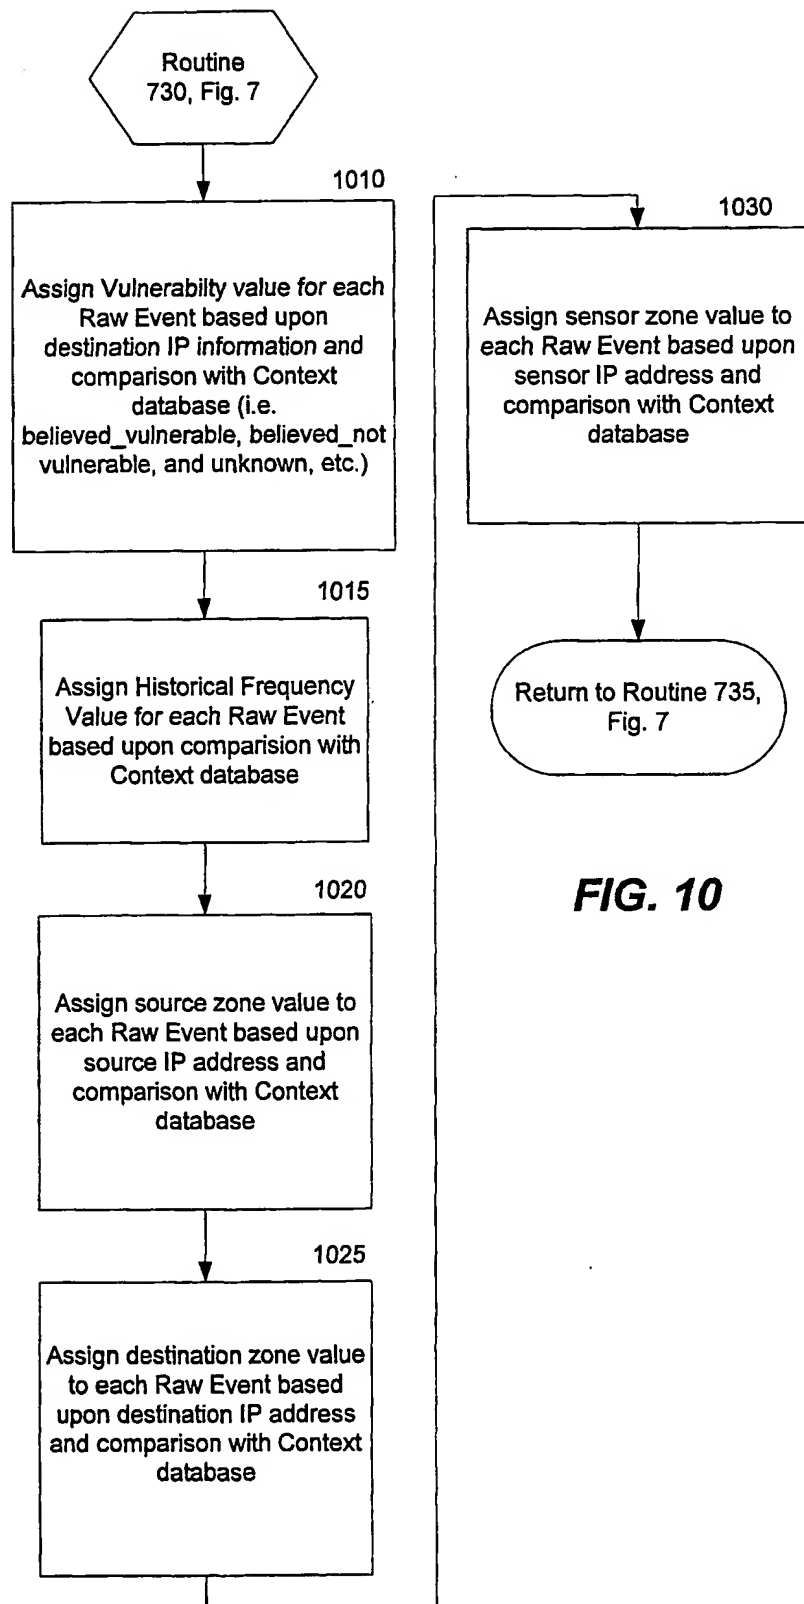 Routine
730, Fig. 7
1010
Assign Vulnerabilty value for each
Raw Event based upon
destination IP information and
comparison with Context
database (i.e.
believed_vulnerable, believed_not
vulnerable, and unknown, etc.)
1015
Assign Historical Frequency
Value for each Raw Event
based upon comparision with
Context database
1020
Assign source zone value to
each Raw Event based upon
source IP address and
comparison with Context
database
1025
Assign destination zone value
to each Raw Event based
upon destination IP address
and comparison with Context
database
1030
Assign sensor zone value to
each Raw Event based upon
sensor IP address and
comparison with Context
database
Return to Routine 735,
Fig. 7
FIG. 10